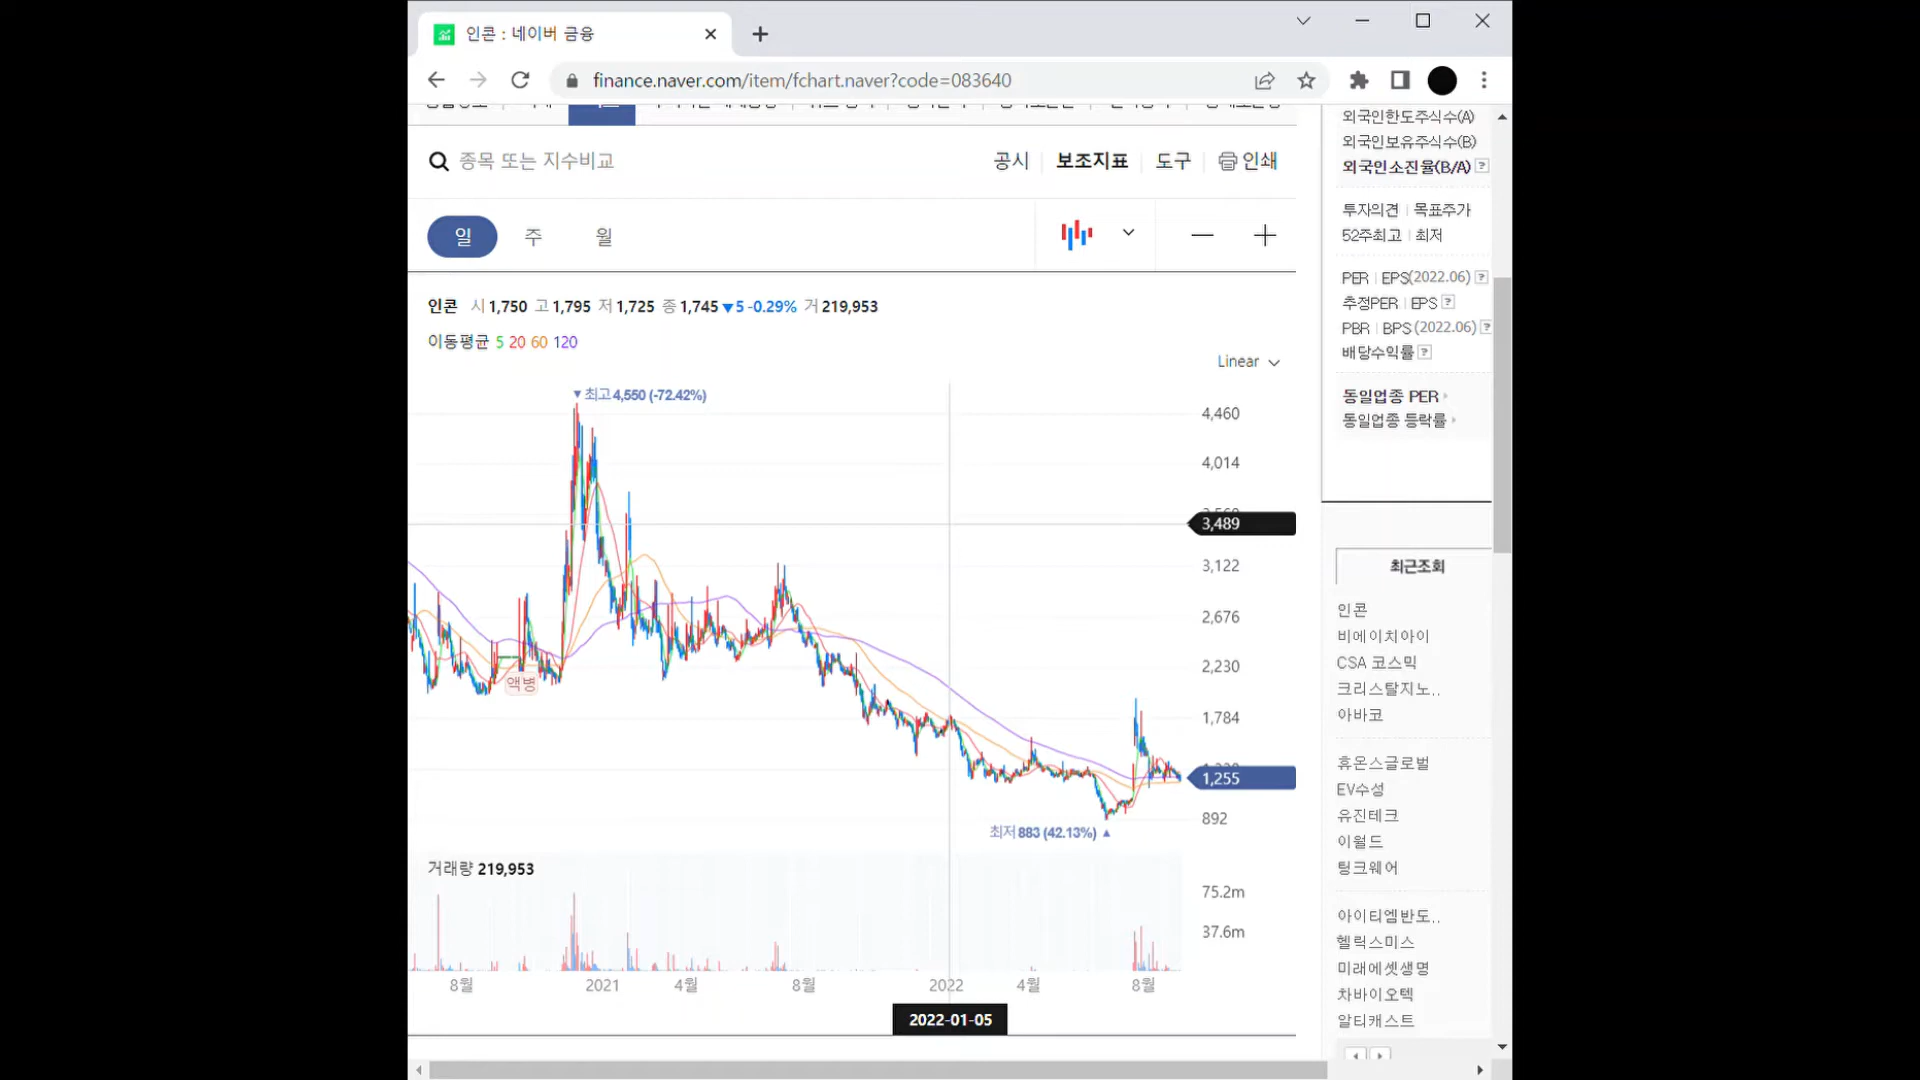 인콘 : 네이버 금융
finance.naver.com/item/fchart.naver?code=083640
종목 또는 지수비교
공시 보조지표 도구 인쇄
일 주 월
인콘 시 1,750 고 1,795 저 1,725 종 1,745 ▼5 -0.29% 거 219,953
이동평균 5 20 60 120
Linear
▼최고 4,550 (-72.42%)
4,460
4,014
3,489
3,122
2,676
2,230
액병
1,784
1,255
892
최저 883 (42.13%) ▲
거래량 219,953
75.2m
37.6m
8월 2021 4월 8월 2022 4월 8월
2022-01-05
외국인한도주식수(A)
외국인보유주식수(B)
외국인소진율(B/A) ?
투자의견 | 목표주가
52주최고 | 최저
PER | EPS(2022.06) ?
추정PER | EPS ?
PBR | BPS (2022.06) ?
배당수익률 ?
동일업종 PER
동일업종 등락률
최근조회
인콘
비에이치아이
CSA 코스믹
크리스탈지노..
아바코
휴온스글로벌
EV수성
유진테크
이월드
팅크웨어
아이티엠반도..
헬릭스미스
미래에셋생명
차바이오텍
알티캐스트